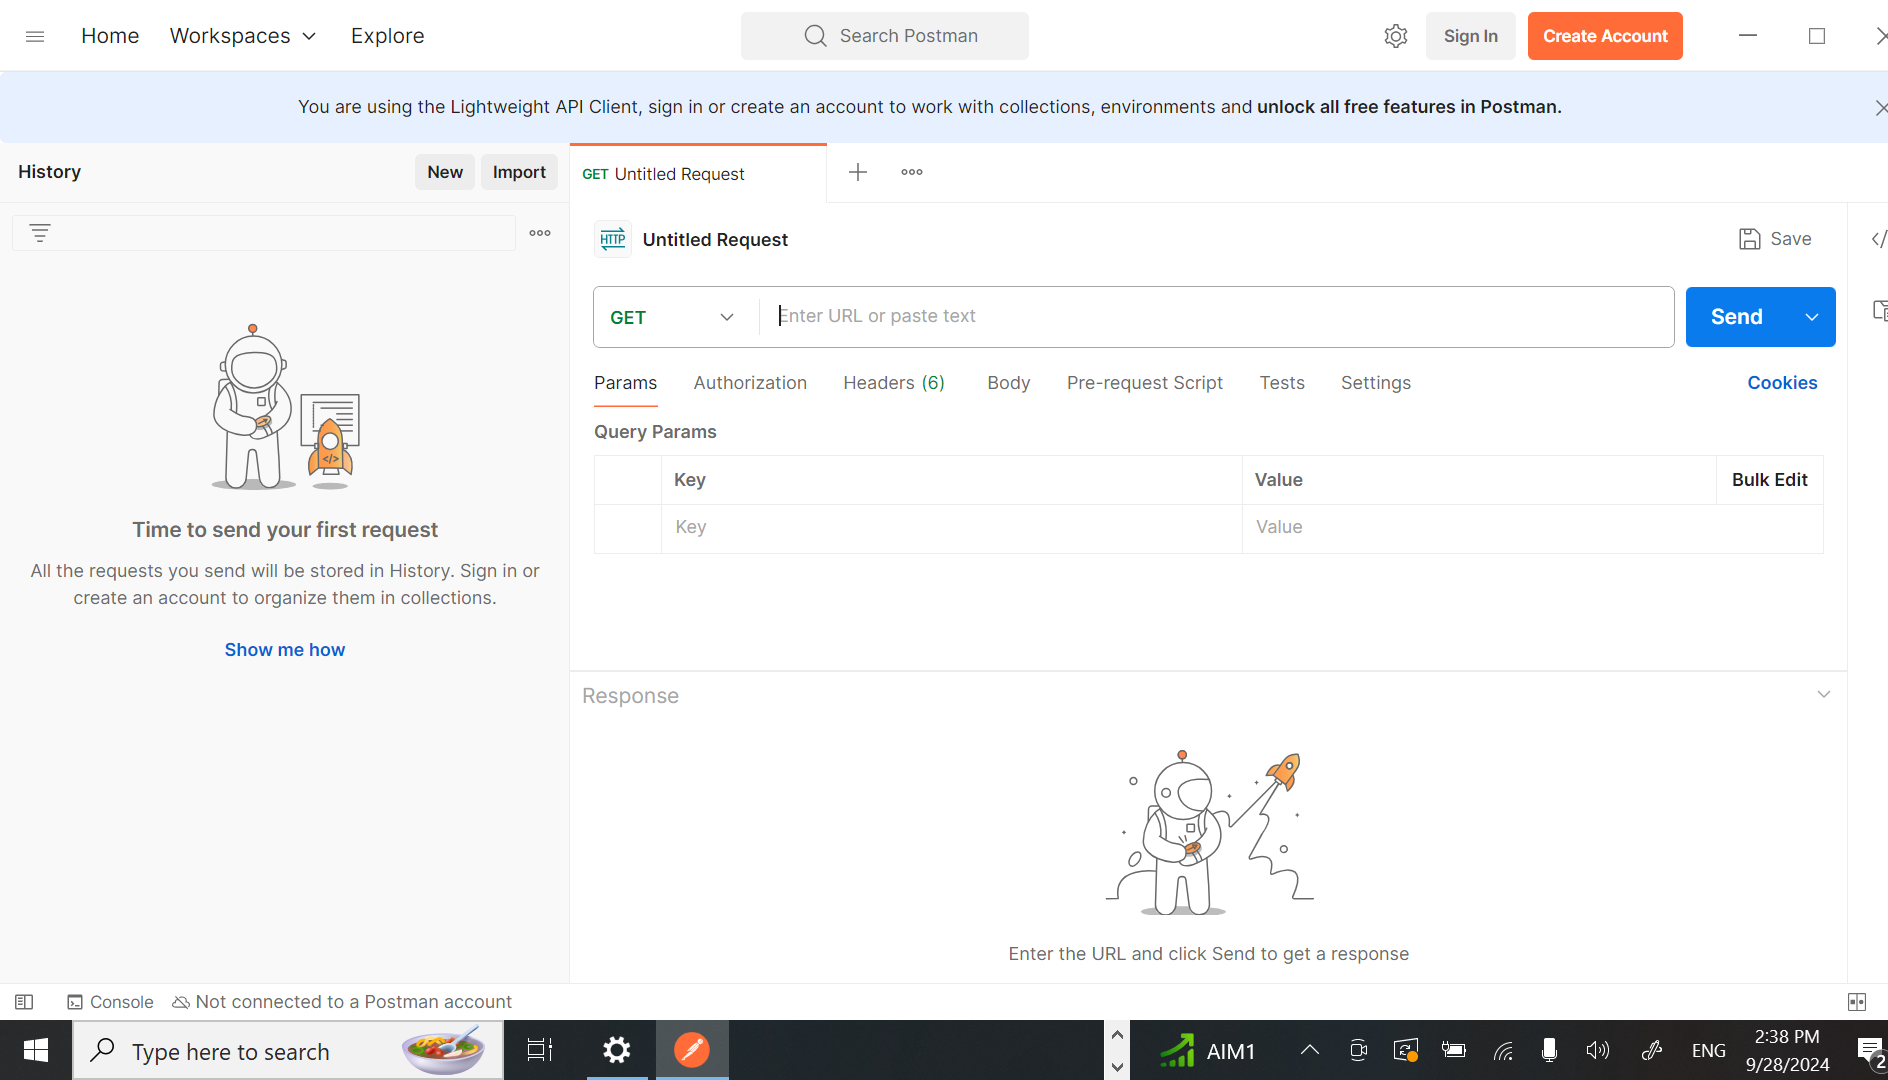 Home Workspaces Explore Search Postman Sign In Create Account
You are using the Lightweight API Client, sign in or create an account to work with collections, environments and unlock all free features in Postman.
History New Import GET Untitled Request
HTTP Untitled Request Save
GET Enter URL or paste text Send
Params Authorization Headers (6) Body Pre-request Script Tests Settings Cookies
Query Params
Key Value Bulk Edit
Key Value
Time to send your first request
All the requests you send will be stored in History. Sign in or
create an account to organize them in collections.
Show me how
Response
Enter the URL and click Send to get a response
Console Not connected to a Postman account
Type here to search AIM1 ENG 2:38 PM
9/28/2024 2